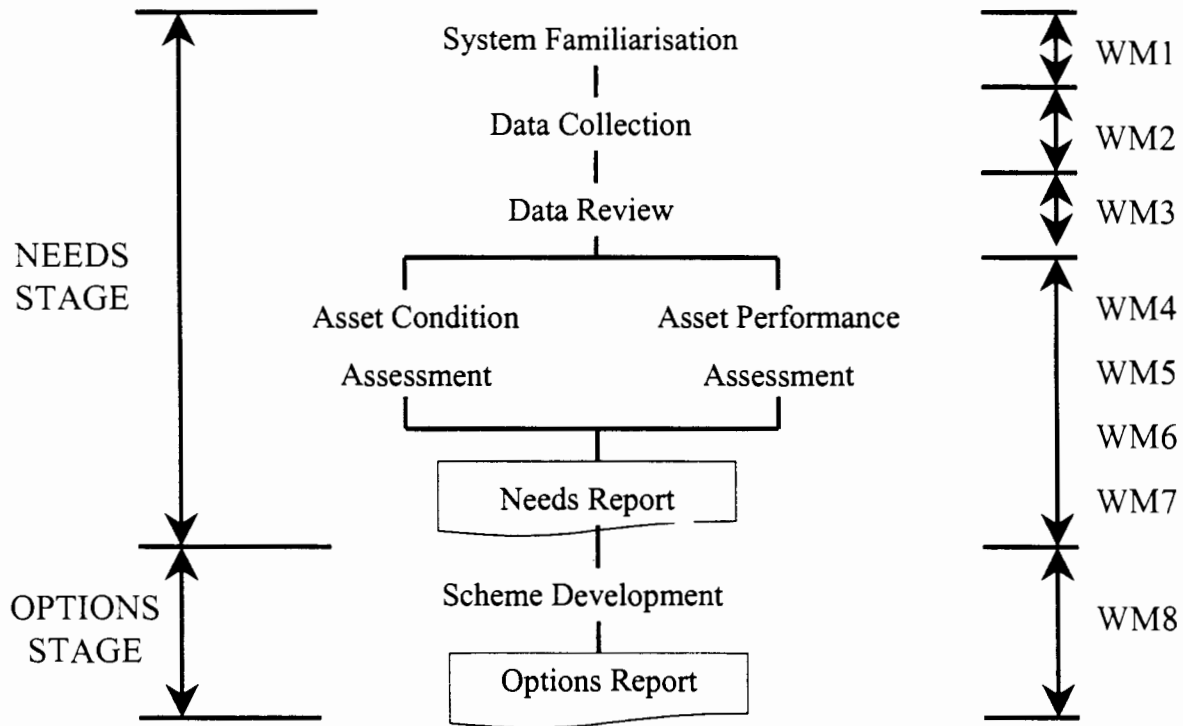 System Familiarisation
WM1
Data Collection
WM2
Data Review
WM3
NEEDS
STAGE
Asset Condition
Assessment
Asset Performance
Assessment
WM4
WM5
WM6
WM7
Needs Report
OPTIONS
STAGE
Scheme Development
WM8
Options Report